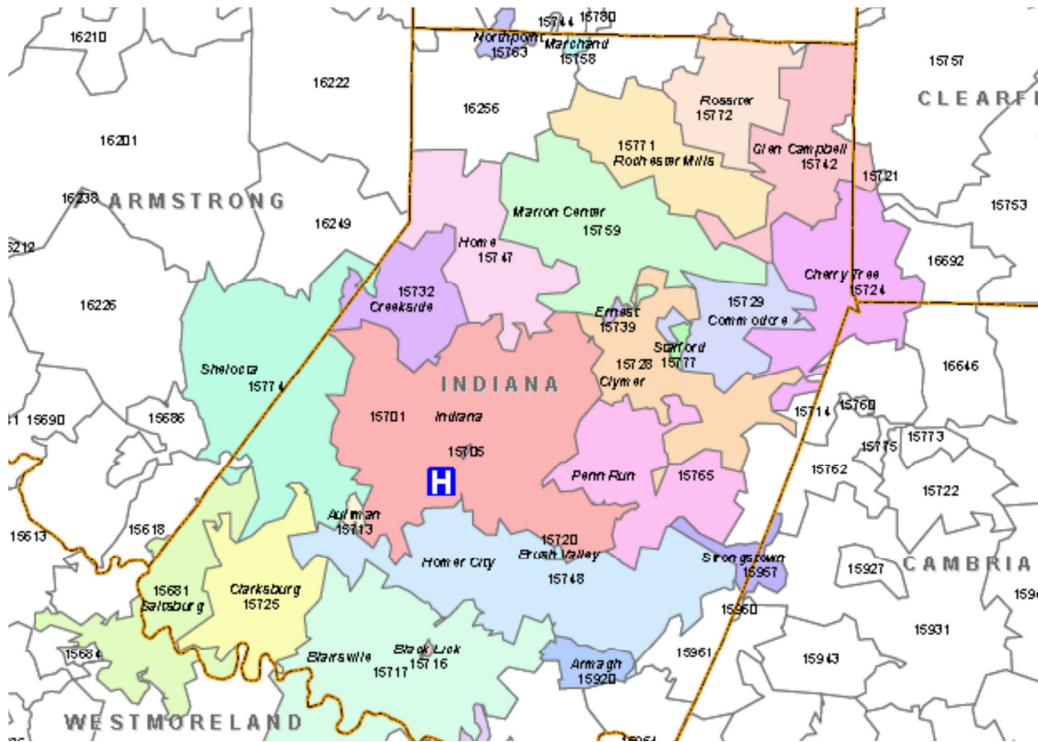 16210
15744
15780
Northpoint
15763
Marchand
15758
15757
16222
CLEARFI
16256
Rossiter
15772
16201
15771
Rochester Mills
Glen Campbell
15742
15721
16238
ARMSTRONG
15753
16249
Marion Center
15759
16212
Home
15747
16692
Cherry Tree
15724
15732
Creekside
15729
Commodore
16226
Ernest
15739
Starford
15777
15728
Clymer
Shelocta
15774
16646
INDIANA
15690
15686
15701
Indiana
15714
15760
15773
15775
15705
15762
Penn Run
15765
15722
H
Aultman
15713
15618
15613
15720
Brush Valley
15748
Homer City
Strongstown
15957
15927
CAMBRIA
15681
Saltsburg
Clarksburg
15725
15960
15931
15684
Blairsville
15717
Black Lick
15716
Armagh
15920
15961
15943
WESTMORELAND